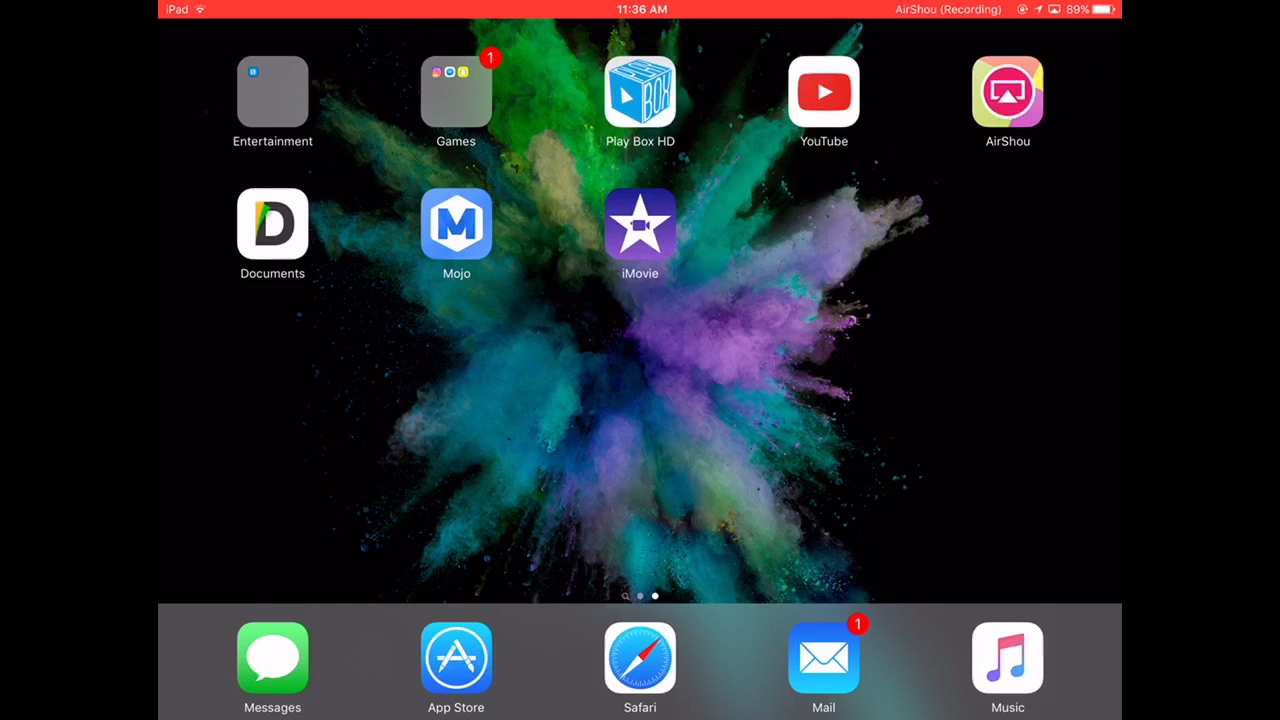 iPad 11:36 AM AirShou (Recording) 89%
1
BOX
Entertainment Games Play Box HD YouTube AirShou
D M
Documents Mojo iMovie
1
Messages App Store Safari Mail Music